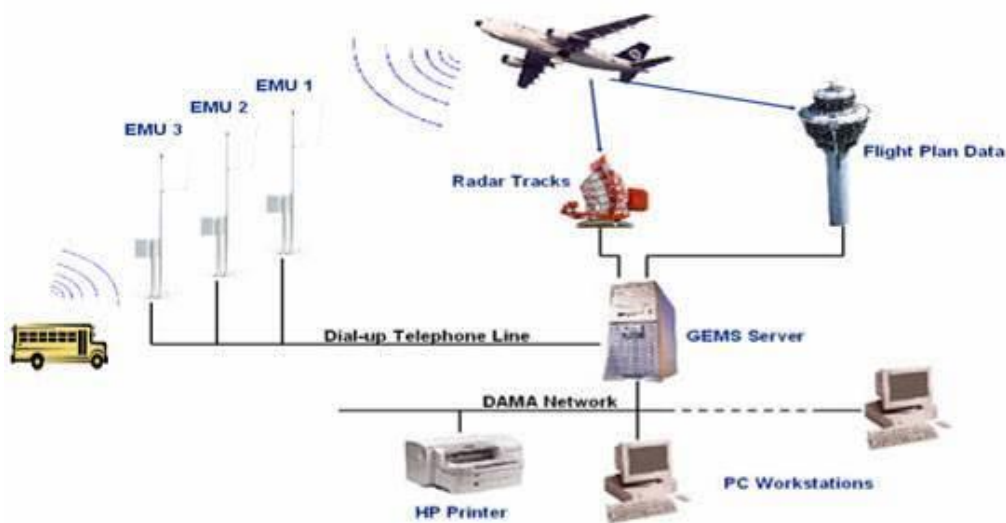 EMU 1
EMU 2
EMU 3
Flight Plan Data
Radar Tracks
Dial-up Telephone Line
GEMS Server
DAMA Network
PC Workstations
HP Printer